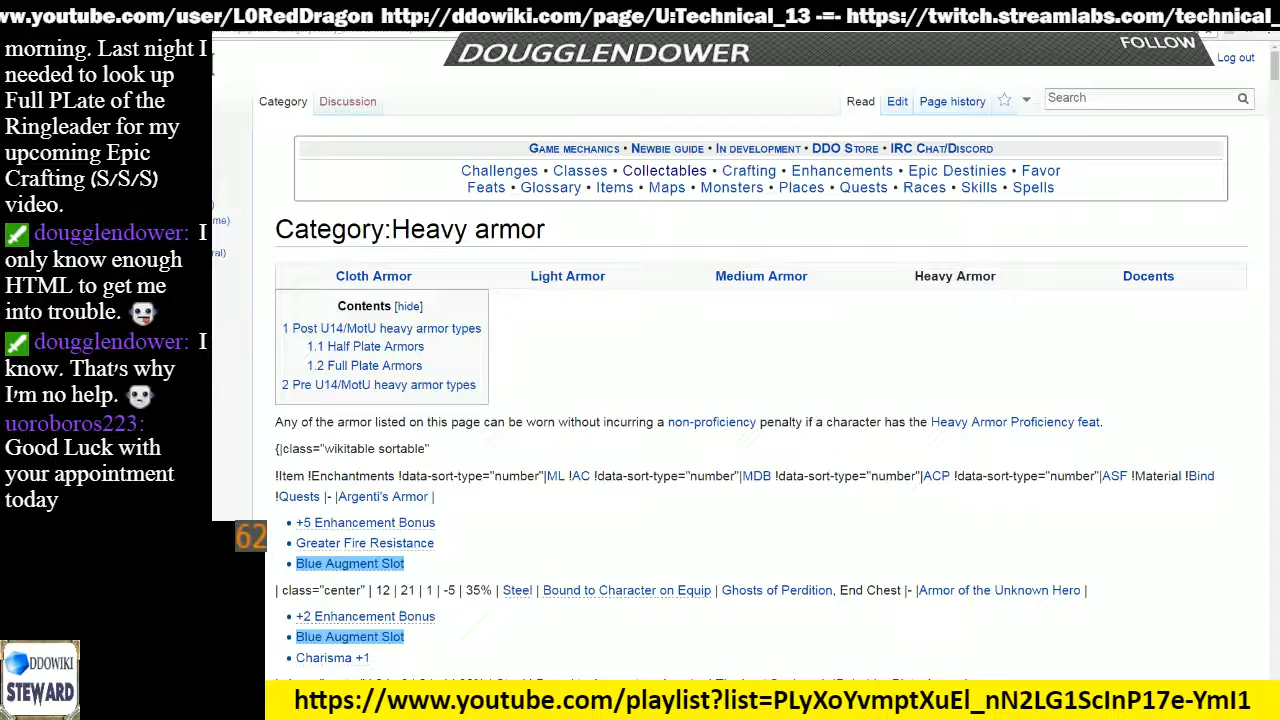 ww.youtube.com/user/L0RedDragon http://ddowiki.com/page/U:Technical_13 -=- https://twitch.streamlabs.com/technical_
morning. Last night I
needed to look up
Full PLate of the
Ringleader for my
upcoming Epic
Crafting (S/S/S)
video.
dougglendower: I
only know enough
HTML to get me
into trouble.
dougglendower: I
know. That's why
I'm no help.
uoroboros223:
Good Luck with
your appointment
today
DDOWIKI
STEWARD
62
DOUGGLENDOWER
FOLLOW
Log out
Category Discussion
Read Edit Page history
Search
Game mechanics • Newbie guide • In development • DDO Store • IRC Chat/Discord
Challenges • Classes • Collectables • Crafting • Enhancements • Epic Destinies • Favor
Feats • Glossary • Items • Maps • Monsters • Places • Quests • Races • Skills • Spells
me)
ral)
Category:Heavy armor
Cloth Armor Light Armor Medium Armor Heavy Armor Docents
Contents [hide]
1 Post U14/MotU heavy armor types
1.1 Half Plate Armors
1.2 Full Plate Armors
2 Pre U14/MotU heavy armor types
Any of the armor listed on this page can be worn without incurring a non-proficiency penalty if a character has the Heavy Armor Proficiency feat.
{|class="wikitable sortable"
!Item !Enchantments !data-sort-type="number"|ML !AC !data-sort-type="number"|MDB !data-sort-type="number"|ACP !data-sort-type="number"|ASF !Material !Bind
!Quests |- |Argenti's Armor |
• +5 Enhancement Bonus
• Greater Fire Resistance
• Blue Augment Slot
| class="center" | 12 | 21 | 1 | -5 | 35% | Steel | Bound to Character on Equip | Ghosts of Perdition, End Chest |- |Armor of the Unknown Hero |
• +2 Enhancement Bonus
• Blue Augment Slot
• Charisma +1
https://www.youtube.com/playlist?list=PLyXoYvmptXuEl_nN2LG1ScInP17e-YmI1